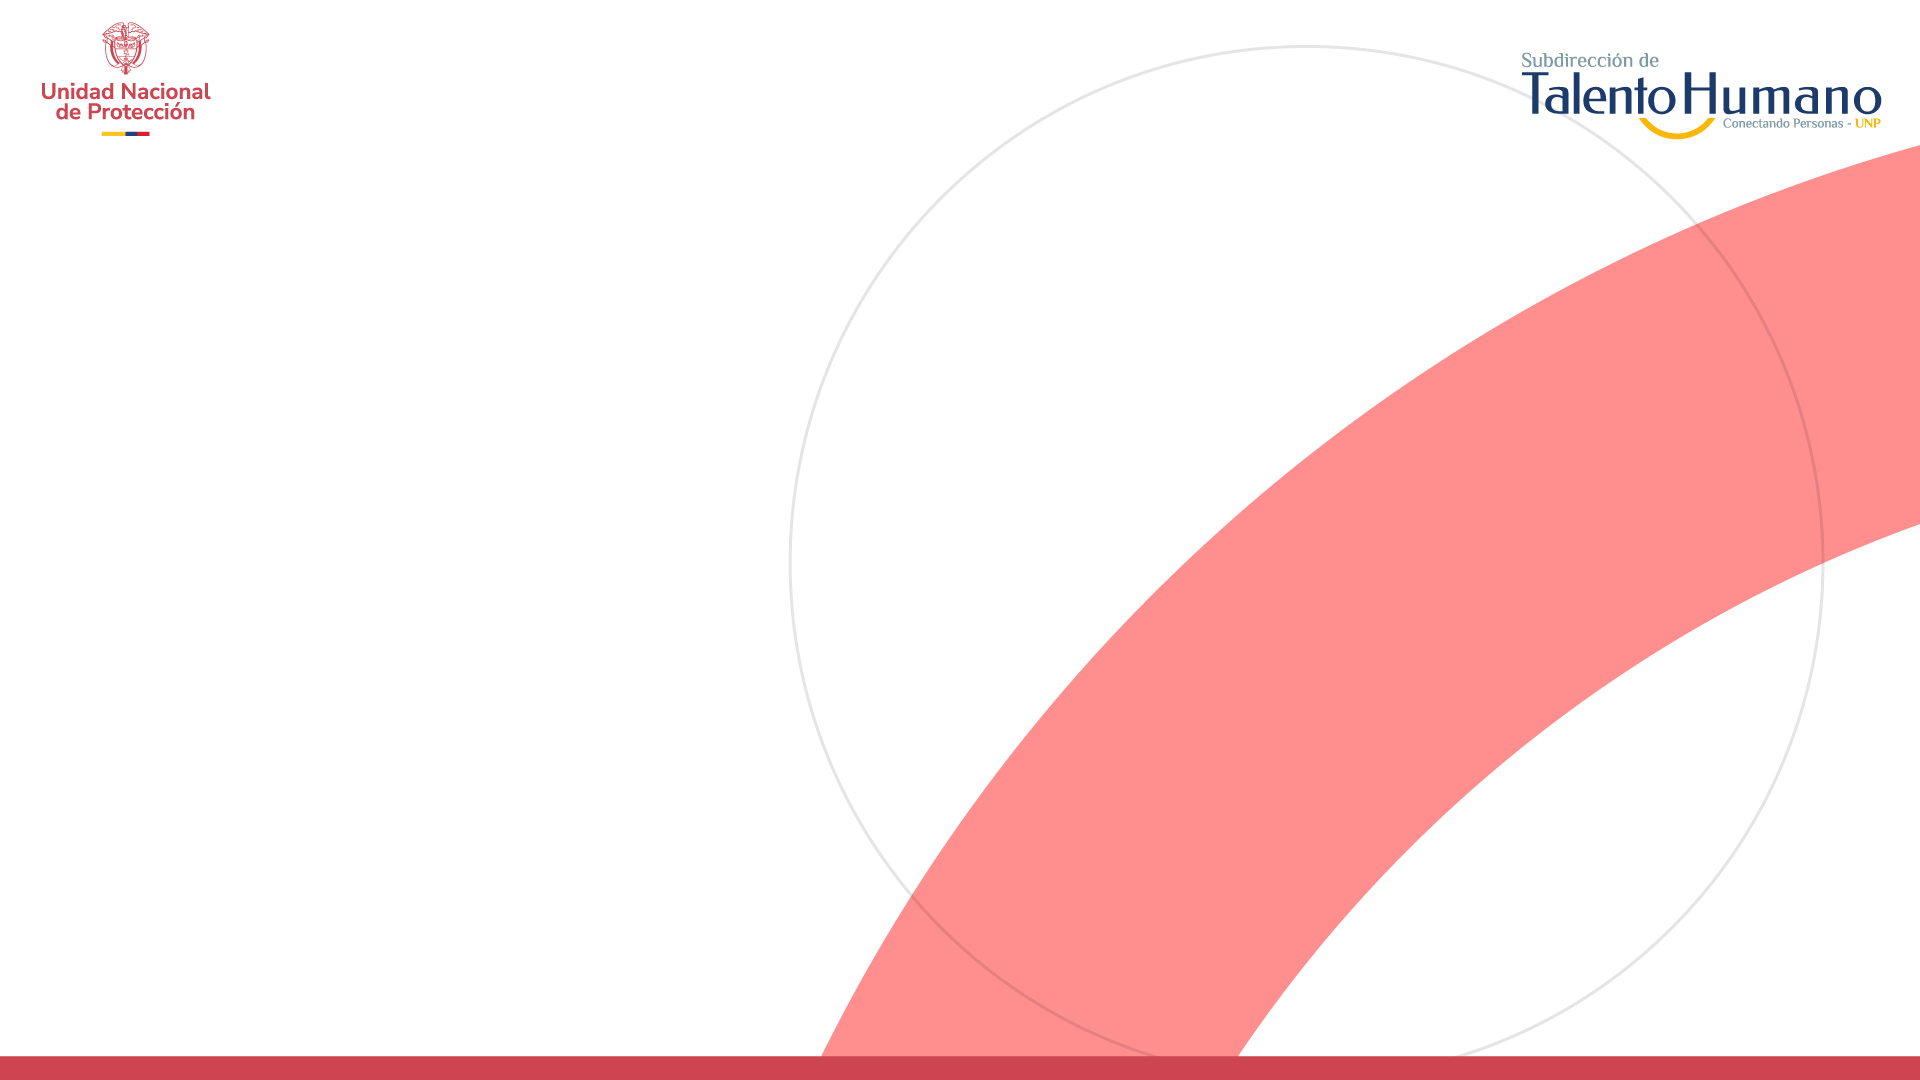 Unidad Nacional
de Protección
Subdirección de
Talento Humano
Conectando Personas - UNP